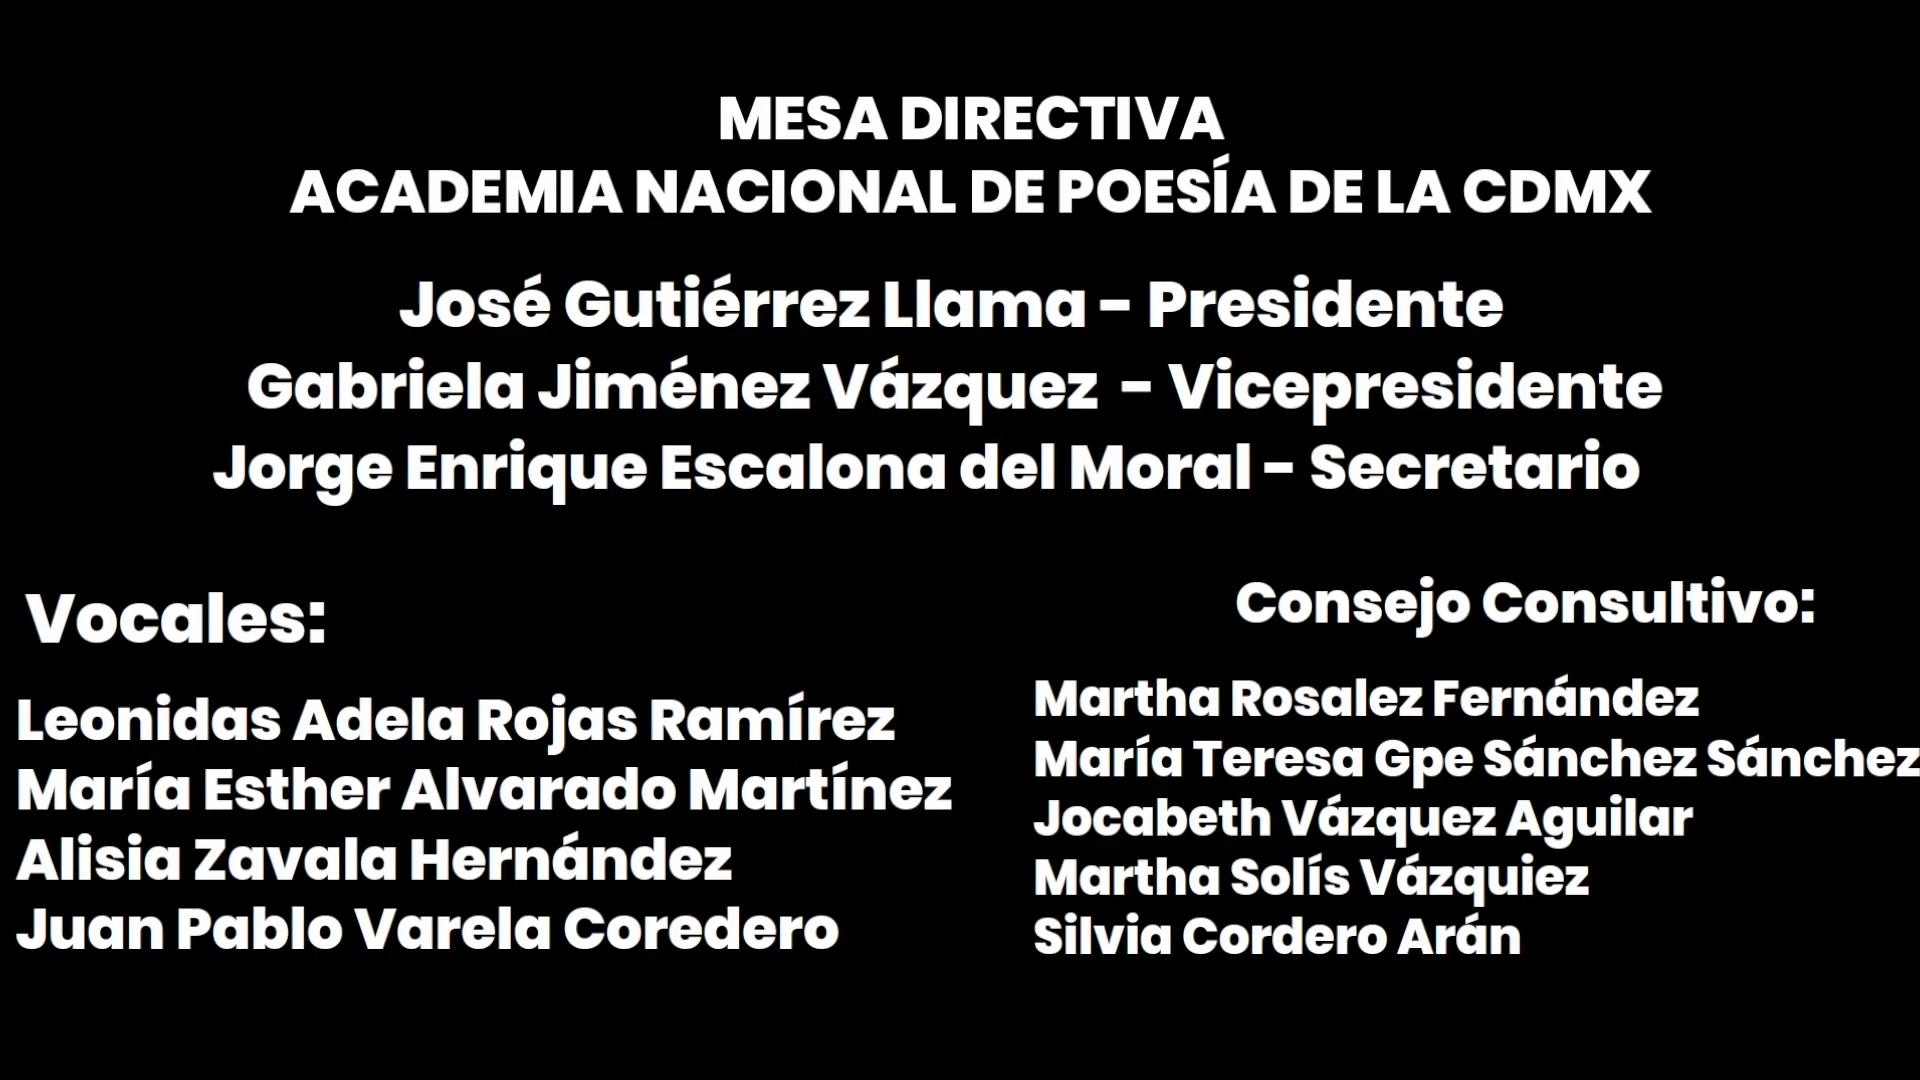 MESA DIRECTIVA
ACADEMIA NACIONAL DE POESÍA DE LA CDMX
José Gutiérrez Llama - Presidente
Gabriela Jiménez Vázquez - Vicepresidente
Jorge Enrique Escalona del Moral - Secretario
Vocales:
Leonidas Adela Rojas Ramírez
María Esther Alvarado Martínez
Alisia Zavala Hernández
Juan Pablo Varela Coredero
Consejo Consultivo:
Martha Rosalez Fernández
María Teresa Gpe Sánchez Sánchez
Jocabeth Vázquez Aguilar
Martha Solís Vázquiez
Silvia Cordero Arán